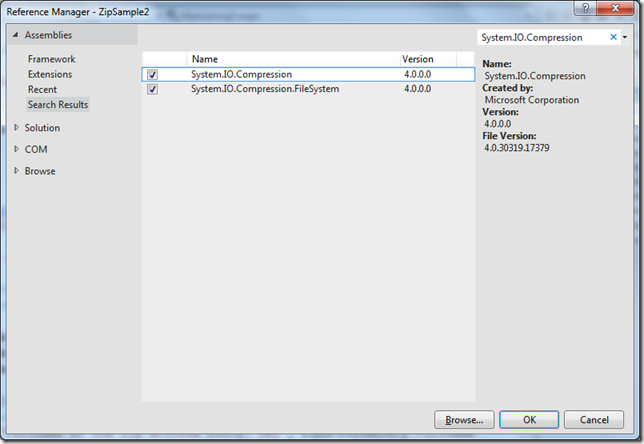 Reference Manager - ZipSample2
Assemblies
Framework
Extensions
Recent
Search Results
Solution
COM
Browse
Name Version
System.IO.Compression 4.0.0.0
System.IO.Compression.FileSystem 4.0.0.0
System.IO.Compression
Name:
System.IO.Compression
Created by:
Microsoft Corporation
Version:
4.0.0.0
File Version:
4.0.30319.17379
Browse... OK Cancel